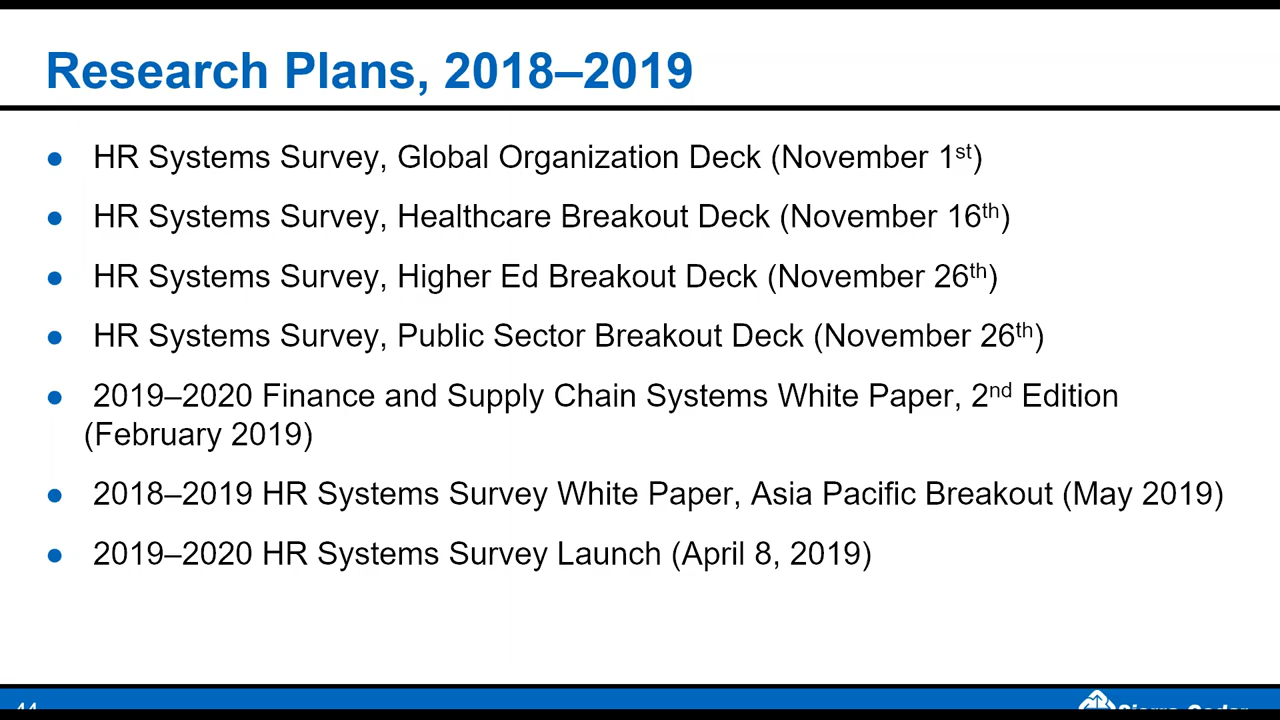 Research Plans, 2018–2019
● HR Systems Survey, Global Organization Deck (November 1st)
● HR Systems Survey, Healthcare Breakout Deck (November 16th)
● HR Systems Survey, Higher Ed Breakout Deck (November 26th)
● HR Systems Survey, Public Sector Breakout Deck (November 26th)
● 2019–2020 Finance and Supply Chain Systems White Paper, 2nd Edition
(February 2019)
● 2018–2019 HR Systems Survey White Paper, Asia Pacific Breakout (May 2019)
● 2019–2020 HR Systems Survey Launch (April 8, 2019)
44
Sierra-Cedar